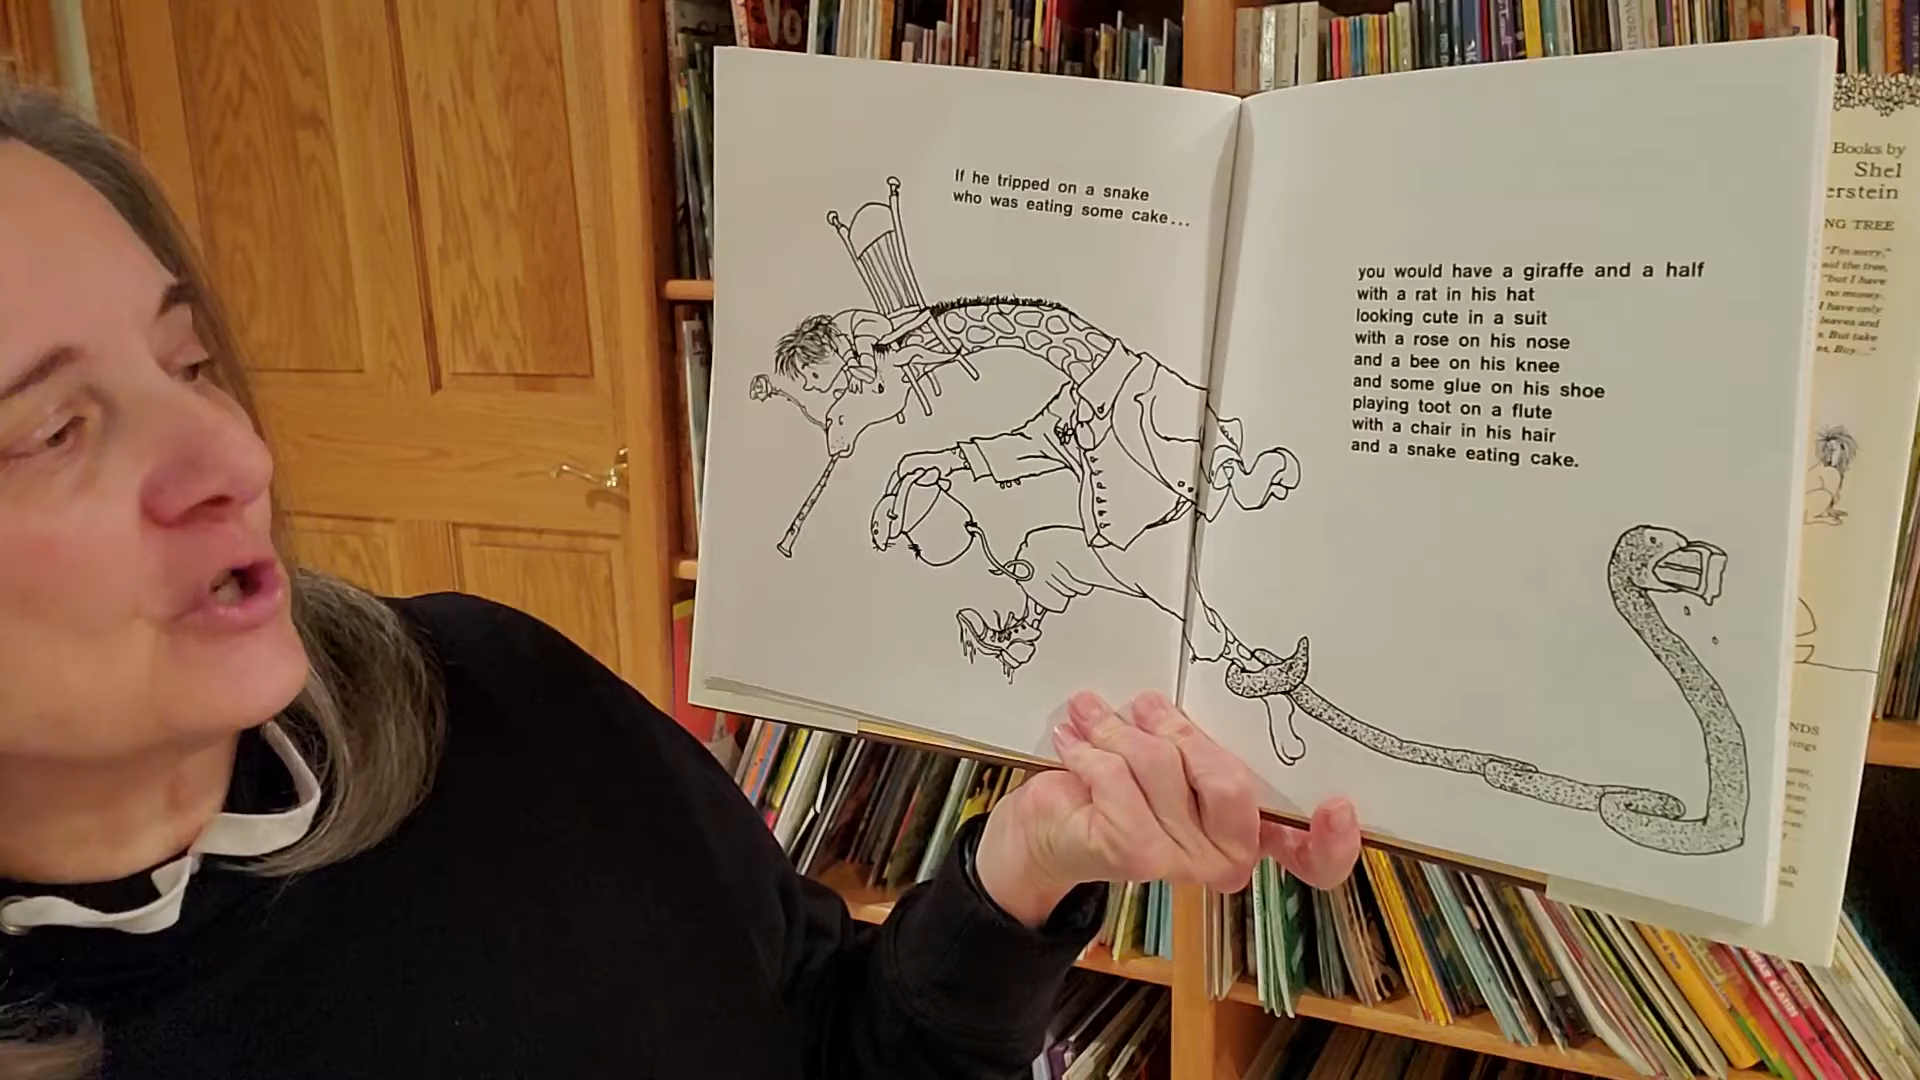 If he tripped on a snake
who was eating some cake...
you would have a giraffe and a half
with a rat in his hat
looking cute in a suit
with a rose on his nose
and a bee on his knee
and some glue on his shoe
playing toot on a flute
with a chair in his hair
and a snake eating cake.
Books by
Shel
erstein
NG TREE
"I'm sorry,"
aid the tree,
"but I have
no money.
I have only
leaves and
But take
Boy..."
NDS